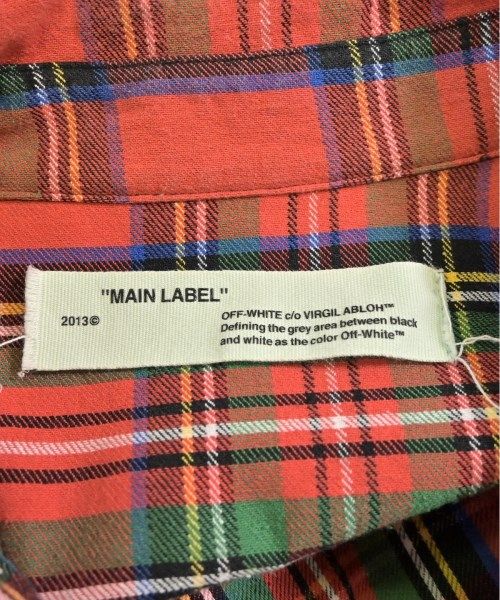 "MAIN LABEL"
2013©
OFF-WHITE c/o VIRGIL ABLOH™
Defining the grey area between black
and white as the color Off-White™